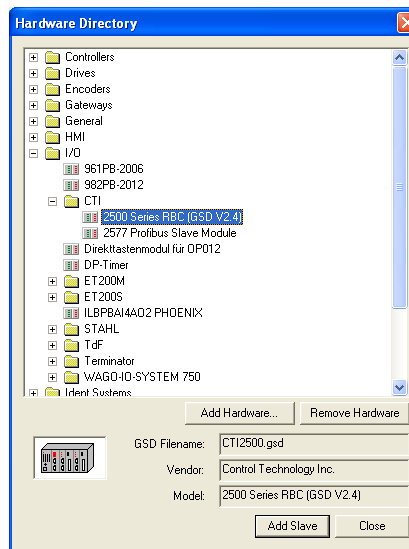 Hardware Directory
Controllers
Drives
Encoders
Gateways
General
HMI
I/O
961PB-2006
982PB-2012
CTI
2500 Series RBC (GSD V2.4)
2577 Profibus Slave Module
Direkttastenmodul für OP012
DP-Timer
ET200M
ET200S
ILBPBAI4AO2 PHOENIX
STAHL
TdF
Terminator
WAGO-IO-SYSTEM 750
Ident Systems
Add Hardware... Remove Hardware
GSD Filename: CTI2500.gsd
Vendor: Control Technology Inc.
Model: 2500 Series RBC (GSD V2.4)
Add Slave Close